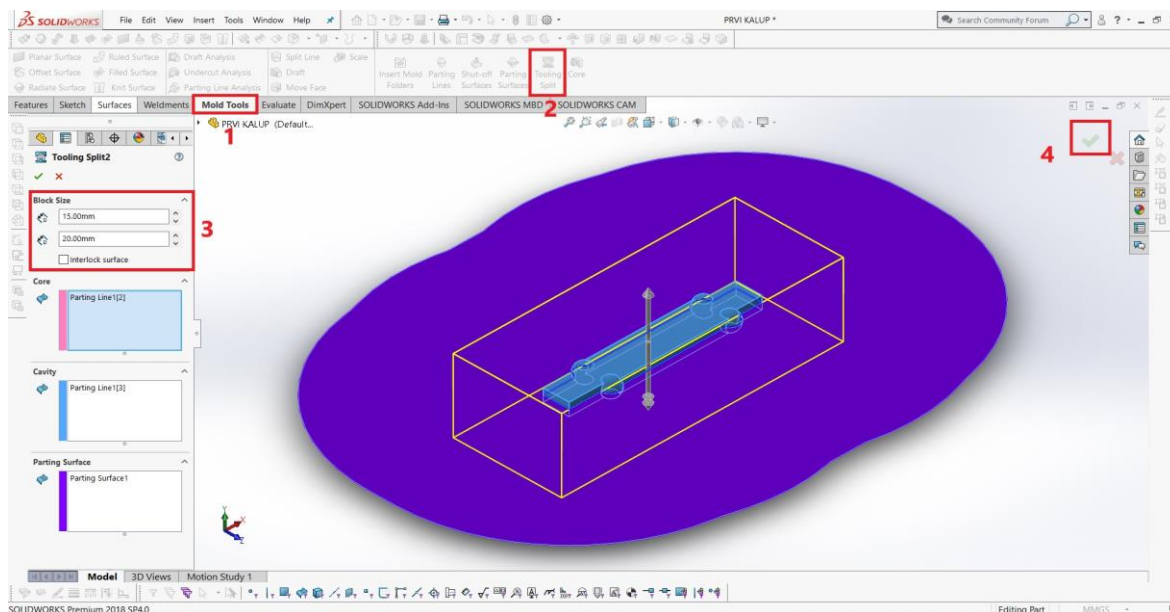 SOLIDWORKS File Edit View Insert Tools Window Help PRVI KALUP * Search Community Forum
Planar Surface Ruled Surface Draft Analysis Split Line Scale
Offset Surface Filled Surface Undercut Analysis Draft Insert Mold Folders Parting Lines Shut-off Surfaces Parting Surfaces Tooling Split Core
Radiate Surface Knit Surface Parting Line Analysis Move Face
Features Sketch Surfaces Weldments Mold Tools Evaluate DimXpert SOLIDWORKS Add-Ins SOLIDWORKS MBD SOLIDWORKS CAM
2
PRVI KALUP (Default...
1
4
Tooling Split2
Block Size
15.00mm
3
20.00mm
Interlock surface
Core
Parting Line1[2]
Cavity
Parting Line1[3]
Parting Surface
Parting Surface1
Y
X
Z
Model 3D Views Motion Study 1
SOLIDWORKS Premium 2018 SP4.0 Editing Part MMGS